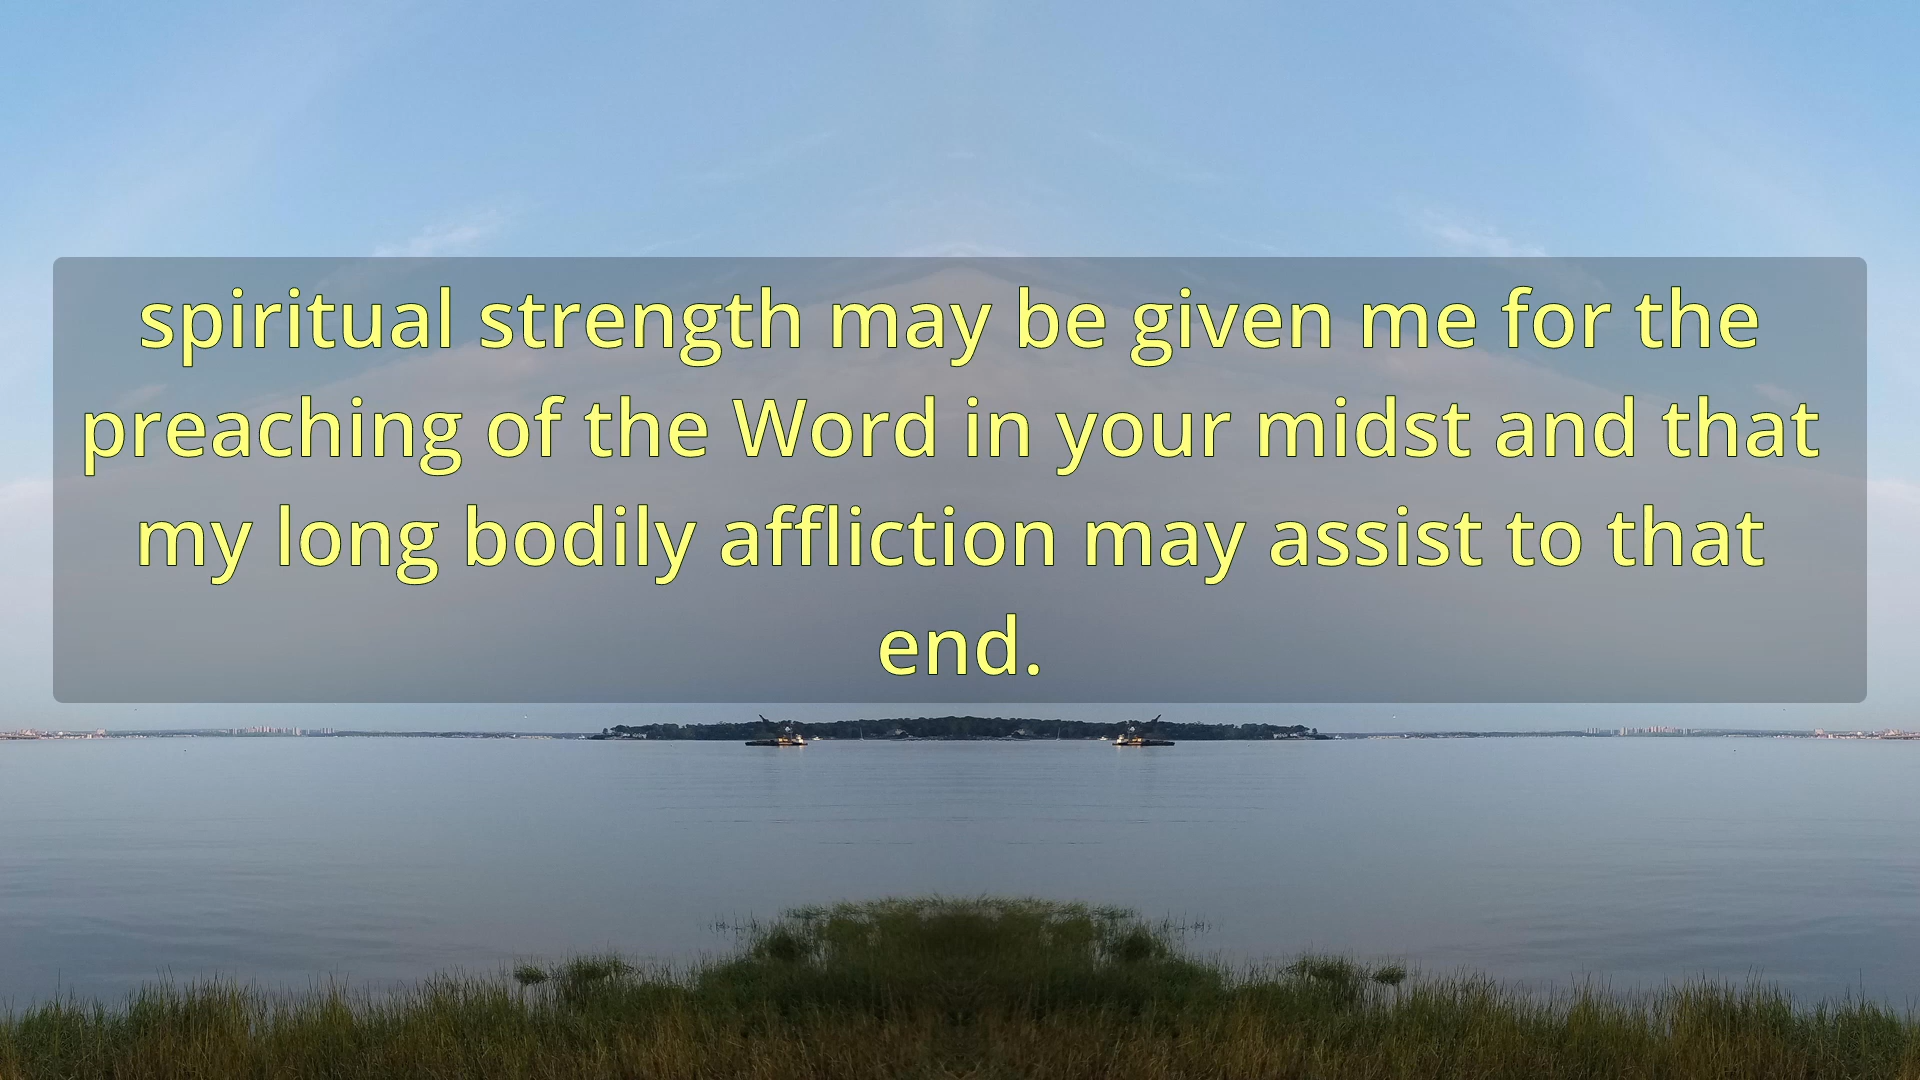 spiritual strength may be given me for the
preaching of the Word in your midst and that
my long bodily affliction may assist to that
end.